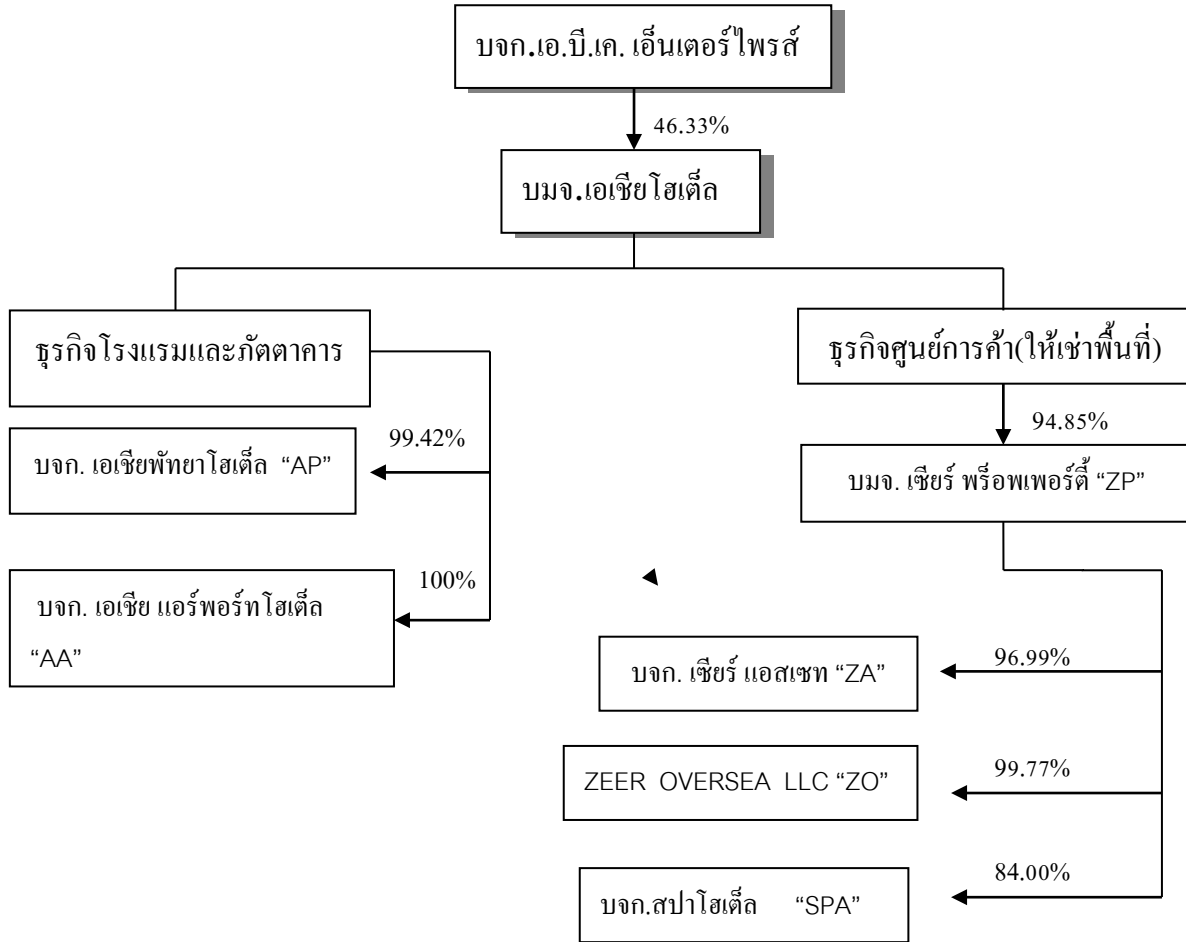 บจก.เอ.บี.เค. เอ็นเตอร์ไพรส์
46.33%
บมจ.เอเชียโฮเต็ล
ธุรกิจโรงแรมและภัตตาคาร
ธุรกิจศูนย์การค้า(ให้เช่าพื้นที่)
99.42%
94.85%
บจก. เอเชียพัทยาโฮเต็ล “AP”
บมจ. เซียร์ พร็อพเพอร์ตี้ “ZP”
100%
บจก. เอเชีย แอร์พอร์ทโฮเต็ล
“AA”
บจก. เซียร์ แอสเซท “ZA”
96.99%
ZEER OVERSEA LLC “ZO”
99.77%
บจก.สปาโฮเต็ล “SPA”
84.00%